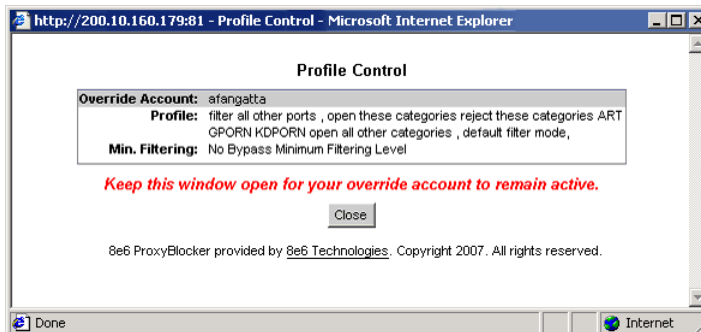 http://200.10.160.179:81 - Profile Control - Microsoft Internet Explorer
Profile Control
Override Account: afangatta
Profile: filter all other ports , open these categories reject these categories ART
GPORN KDPORN open all other categories , default filter mode,
Min. Filtering: No Bypass Minimum Filtering Level
Keep this window open for your override account to remain active.
Close
8e6 ProxyBlocker provided by 8e6 Technologies. Copyright 2007. All rights reserved.
Done Internet